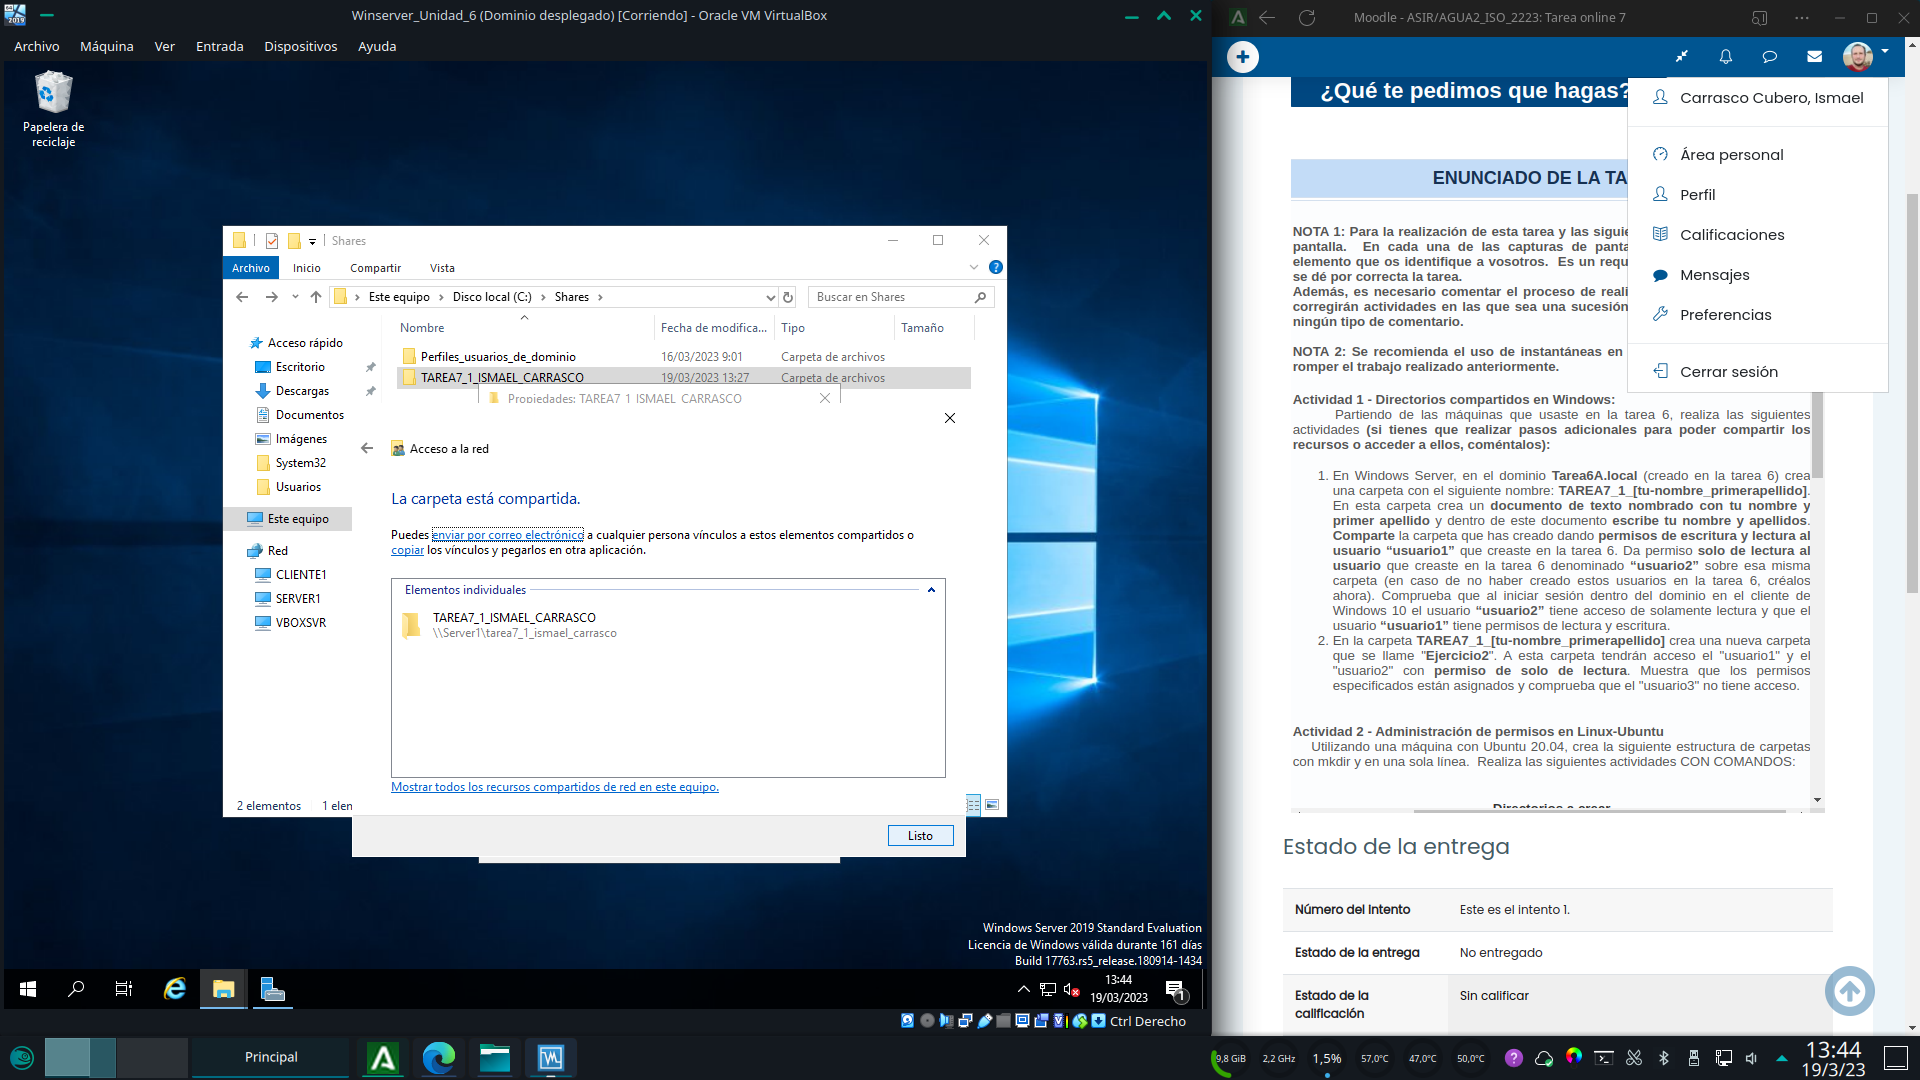 Winserver_Unidad_6 (Dominio desplegado) [Corriendo] - Oracle VM VirtualBox
Archivo Máquina Ver Entrada Dispositivos Ayuda
Papelera de
reciclaje
Shares
Archivo Inicio Compartir Vista
Este equipo Disco local (C:) Shares
Buscar en Shares
Nombre Fecha de modifica... Tipo Tamaño
Acceso rápido
Escritorio
Descargas
Documentos
Imágenes
System32
Usuarios
Este equipo
Red
CLIENTE1
SERVER1
VBOXSVR
Perfiles_usuarios_de_dominio 16/03/2023 9:01 Carpeta de archivos
TAREA7_1_ISMAEL_CARRASCO 19/03/2023 13:27 Carpeta de archivos
Propiedades: TAREA7_1_ISMAEL_CARRASCO
Acceso a la red
La carpeta está compartida.
Puedes enviar por correo electrónico a cualquier persona vínculos a estos elementos compartidos o
copiar los vínculos y pegarlos en otra aplicación.
Elementos individuales
TAREA7_1_ISMAEL_CARRASCO
\\Server1\tarea7_1_ismael_carrasco
Mostrar todos los recursos compartidos de red en este equipo.
2 elementos 1 elen
Listo
Windows Server 2019 Standard Evaluation
Licencia de Windows válida durante 161 días
Build 17763.rs5_release.180914-1434
13:44
19/03/2023
1
Ctrl Derecho
Moodle - ASIR/AGUA2_ISO_2223: Tarea online 7
¿Qué te pedimos que hagas?
Carrasco Cubero, Ismael
Área personal
Perfil
Calificaciones
Mensajes
Preferencias
Cerrar sesión
ENUNCIADO DE LA TA
NOTA 1: Para la realización de esta tarea y las siguie
pantalla. En cada una de las capturas de panta
elemento que os identifique a vosotros. Es un requ
se dé por correcta la tarea.
Además, es necesario comentar el proceso de reali
corregirán actividades en las que sea una sucesión
ningún tipo de comentario.
NOTA 2: Se recomienda el uso de instantáneas en
romper el trabajo realizado anteriormente.
Actividad 1 - Directorios compartidos en Windows:
Partiendo de las máquinas que usaste en la tarea 6, realiza las siguientes
actividades (si tienes que realizar pasos adicionales para poder compartir los
recursos o acceder a ellos, coméntalos):
1. En Windows Server, en el dominio Tarea6A.local (creado en la tarea 6) crea
una carpeta con el siguiente nombre: TAREA7_1_[tu-nombre_primerapellido].
En esta carpeta crea un documento de texto nombrado con tu nombre y
primer apellido y dentro de este documento escribe tu nombre y apellidos.
Comparte la carpeta que has creado dando permisos de escritura y lectura al
usuario “usuario1” que creaste en la tarea 6. Da permiso solo de lectura al
usuario que creaste en la tarea 6 denominado “usuario2” sobre esa misma
carpeta (en caso de no haber creado estos usuarios en la tarea 6, créalos
ahora). Comprueba que al iniciar sesión dentro del dominio en el cliente de
Windows 10 el usuario “usuario2” tiene acceso de solamente lectura y que el
usuario “usuario1” tiene permisos de lectura y escritura.
2. En la carpeta TAREA7_1_[tu-nombre_primerapellido] crea una nueva carpeta
que se llame "Ejercicio2". A esta carpeta tendrán acceso el "usuario1" y el
"usuario2" con permiso de solo de lectura. Muestra que los permisos
especificados están asignados y comprueba que el "usuario3" no tiene acceso.
Actividad 2 - Administración de permisos en Linux-Ubuntu
Utilizando una máquina con Ubuntu 20.04, crea la siguiente estructura de carpetas
con mkdir y en una sola línea. Realiza las siguientes actividades CON COMANDOS:
Directorios a crear
Estado de la entrega
Número del Intento Este es el intento 1.
Estado de la entrega No entregado
Estado de la
calificación Sin calificar
Principal
9,8 GiB 2,2 GHz 1,5% 57,0°C 47,0°C 50,0°C
13:44
19/3/23